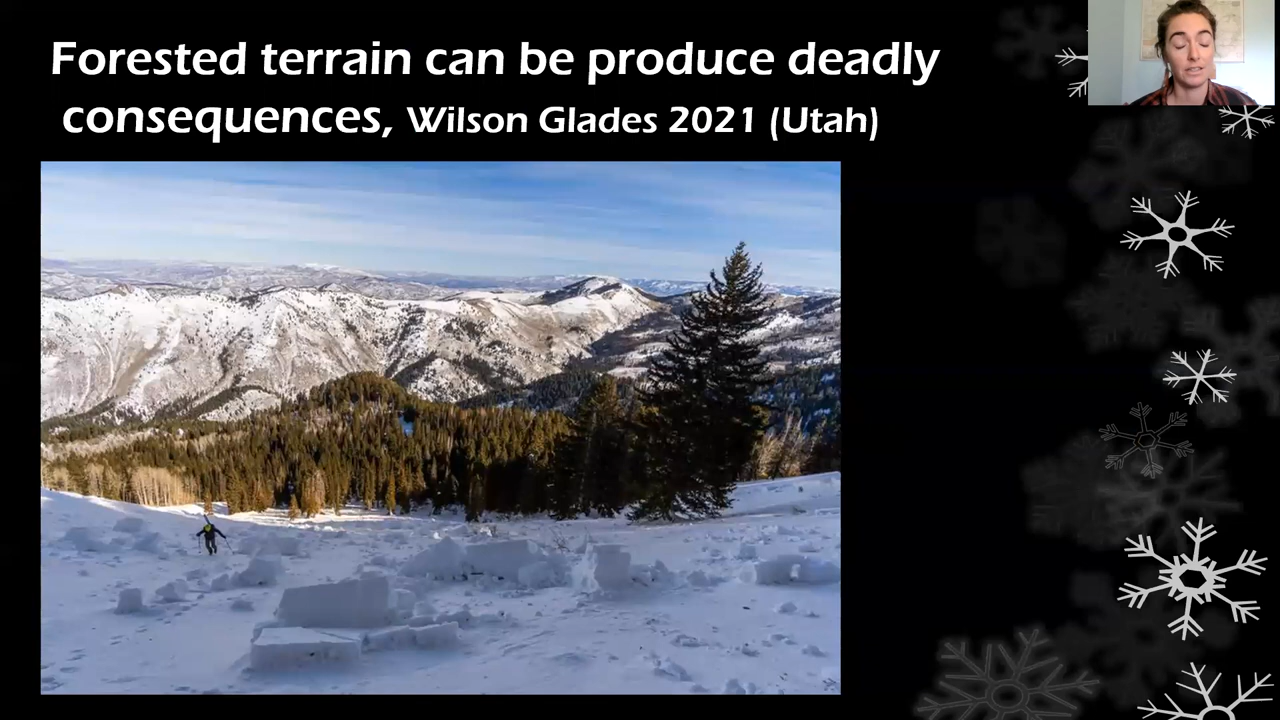 Forested terrain can be produce deadly
consequences, Wilson Glades 2021 (Utah)